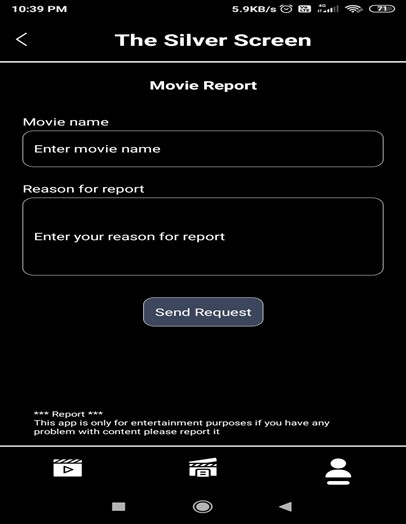 10:39 PM 5.9KB/s 4G 71
The Silver Screen
Movie Report
Movie name
Enter movie name
Reason for report
Enter your reason for report
Send Request
*** Report ***
This app is only for entertainment purposes if you have any
problem with content please report it